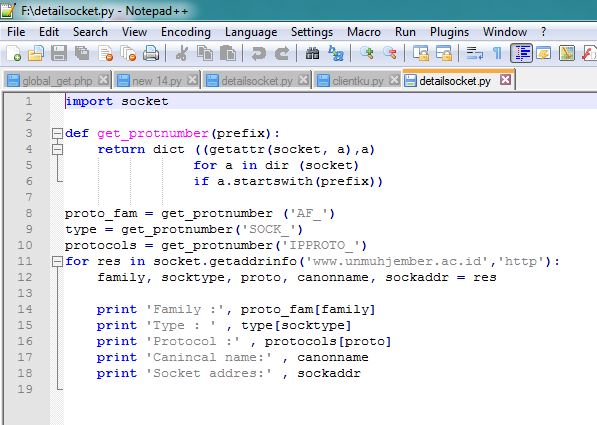 F:\detailsocket.py - Notepad++
File Edit Search View Encoding Language Settings Macro Run Plugins Window ?
global_get.php new 14.py detailsocket.py clientku.py detailsocket.py
1 import socket
2
3 def get_protnumber(prefix):
4     return dict ((getattr(socket, a),a)
5                 for a in dir (socket)
6                 if a.startswith(prefix))
7
8 proto_fam = get_protnumber ('AF_')
9 type = get_protnumber('SOCK_')
10 protocols = get_protnumber('IPPROTO_')
11 for res in socket.getaddrinfo('www.unmuhjember.ac.id','http'):
12     family, socktype, proto, canonname, sockaddr = res
13
14     print 'Family :', proto_fam[family]
15     print 'Type : ' , type[socktype]
16     print 'Protocol :' , protocols[proto]
17     print 'Canincal name:' , canonname
18     print 'Socket addres:' , sockaddr
19